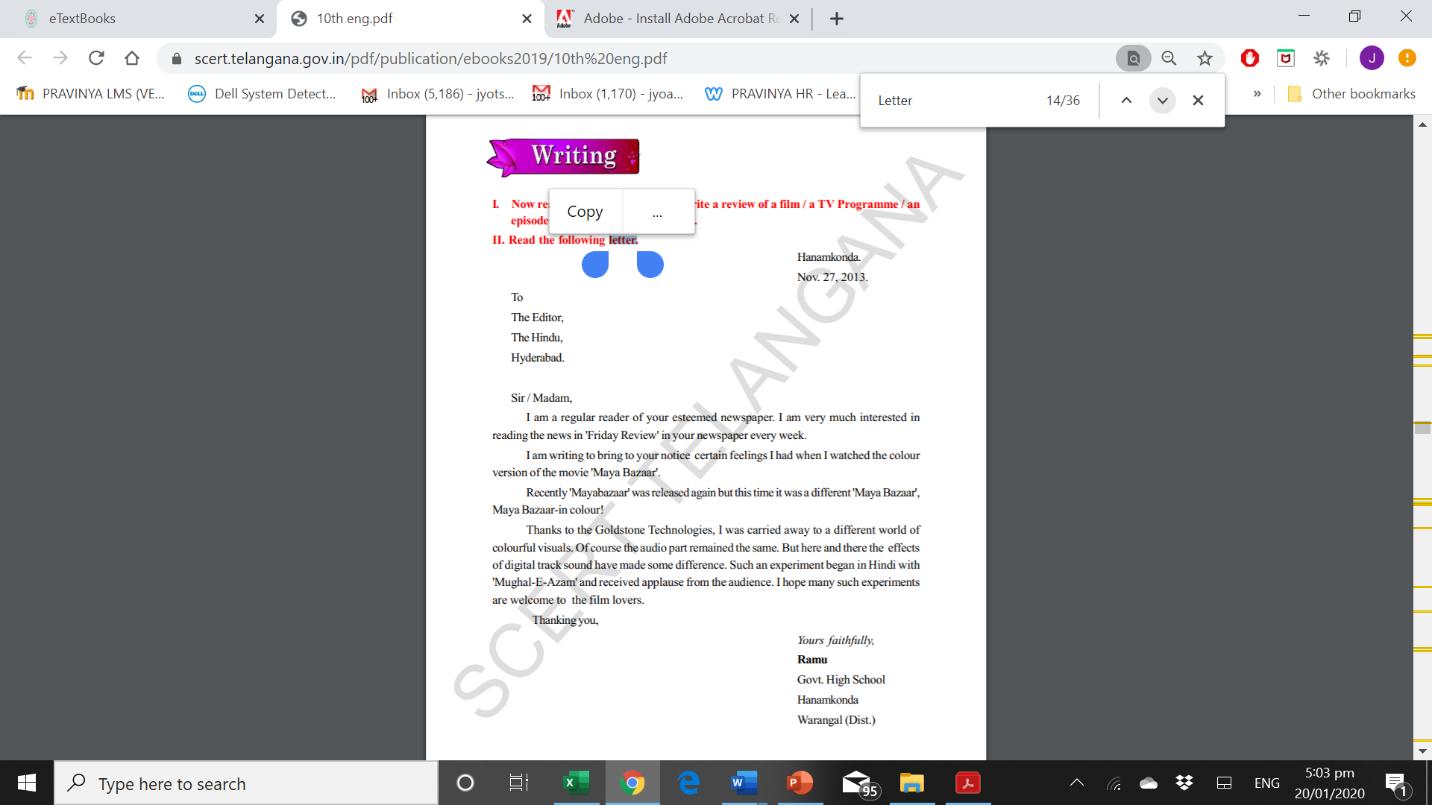 eTextBooks
10th eng.pdf
Adobe - Install Adobe Acrobat Re
scert.telangana.gov.in/pdf/publication/ebooks2019/10th%20eng.pdf
J
PRAVINYA LMS (VE...
Dell System Detect...
Inbox (5,186) - jyots...
Inbox (1,170) - jyoa...
PRAVINYA HR - Lea...
»
Other bookmarks
Letter
14/36
Writing
I. Now re
rite a review of a film / a TV Programme / an
episode
Copy
...
II. Read the following letter.
Hanamkonda.
Nov. 27, 2013.
To
The Editor,
The Hindu,
Hyderabad.
Sir / Madam,
I am a regular reader of your esteemed newspaper. I am very much interested in
reading the news in 'Friday Review' in your newspaper every week.
I am writing to bring to your notice certain feelings I had when I watched the colour
version of the movie 'Maya Bazaar'.
Recently 'Mayabazaar' was released again but this time it was a different 'Maya Bazaar',
Maya Bazaar-in colour!
Thanks to the Goldstone Technologies, I was carried away to a different world of
colourful visuals. Of course the audio part remained the same. But here and there the effects
of digital track sound have made some difference. Such an experiment began in Hindi with
'Mughal-E-Azam' and received applause from the audience. I hope many such experiments
are welcome to the film lovers.
Thanking you,
Yours faithfully,
Ramu
Govt. High School
Hanamkonda
Warangal (Dist.)
SCERT TELANGANA
Type here to search
95
ENG
5:03 pm
20/01/2020
1